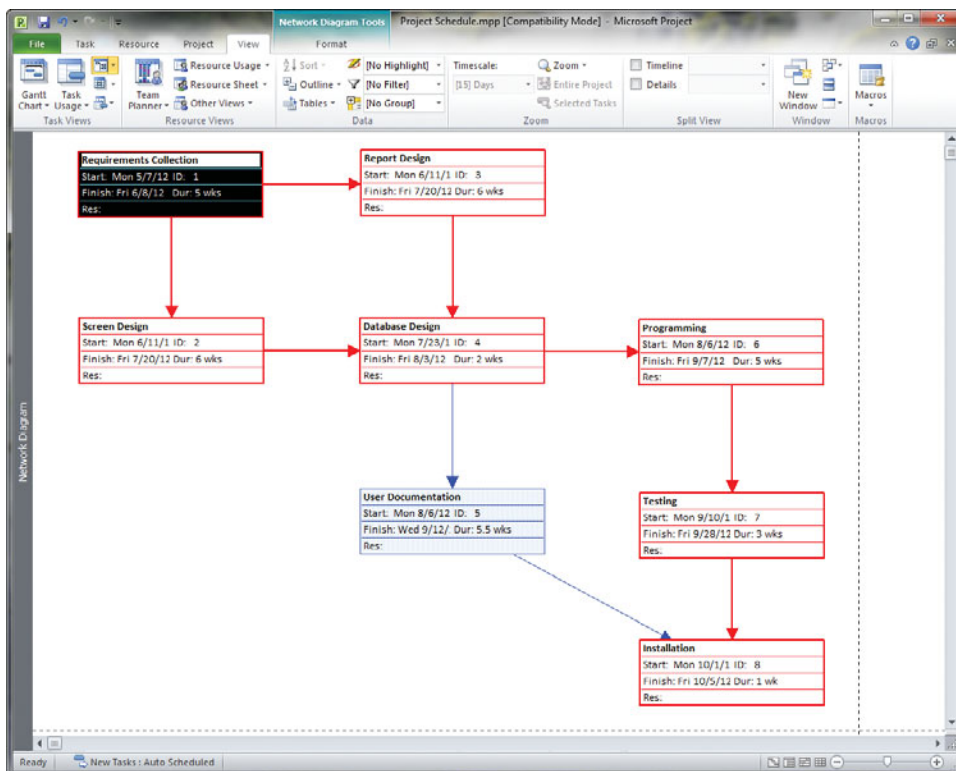 Network Diagram Tools Project Schedule.mpp [Compatibility Mode] - Microsoft Project
File Task Resource Project View Format
Gantt Chart Task Usage
Task Views
Team Planner
Resource Usage
Resource Sheet
Other Views
Resource Views
Sort
Outline
Tables
[No Highlight]
[No Filter]
[No Group]
Data
Timescale:
[15] Days
Zoom
Entire Project
Selected Tasks
Zoom
Timeline
Details
Split View
New Window
Window
Macros
Macros
Network Diagram
Requirements Collection
Start: Mon 5/7/12 ID: 1
Finish: Fri 6/8/12 Dur: 5 wks
Res:
Report Design
Start: Mon 6/11/1 ID: 3
Finish: Fri 7/20/12 Dur: 6 wks
Res:
Screen Design
Start: Mon 6/11/1 ID: 2
Finish: Fri 7/20/12 Dur: 6 wks
Res:
Database Design
Start: Mon 7/23/1 ID: 4
Finish: Fri 8/3/12 Dur: 2 wks
Res:
Programming
Start: Mon 8/6/12 ID: 6
Finish: Fri 9/7/12 Dur: 5 wks
Res:
User Documentation
Start: Mon 8/6/12 ID: 5
Finish: Wed 9/12/ Dur: 5.5 wks
Res:
Testing
Start: Mon 9/10/1 ID: 7
Finish: Fri 9/28/12 Dur: 3 wks
Res:
Installation
Start: Mon 10/1/1 ID: 8
Finish: Fri 10/5/12 Dur: 1 wk
Res:
Ready New Tasks : Auto Scheduled